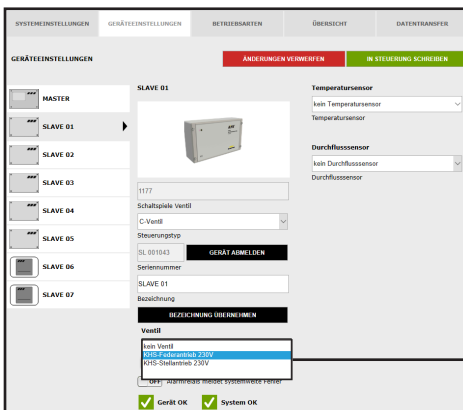 SYSTEMEINSTELLUNGEN GERÄTEEINSTELLUNGEN BETRIEBSARTEN ÜBERSICHT DATENTRANSFER
GERÄTEEINSTELLUNGEN
ÄNDERUNGEN VERWERFEN
IN STEUERUNG SCHREIBEN
MASTER
SLAVE 01
SLAVE 02
SLAVE 03
SLAVE 04
SLAVE 05
SLAVE 06
SLAVE 07
SLAVE 01
1177
Schaltspiele Ventil
C-Ventil
Steuerungstyp
SL 001043
GERÄT ABMELDEN
Seriennummer
SLAVE 01
Bezeichnung
BEZEICHNUNG ÜBERNEHMEN
Ventil
kein Ventil
KHS-Federantrieb 230V
KHS-Stellantrieb 230V
OFF Alarmrelais meldet systemweite Fehler
Gerät OK
System OK
Temperatursensor
kein Temperatursensor
Temperatursensor
Durchflusssensor
kein Durchflusssensor
Durchflusssensor